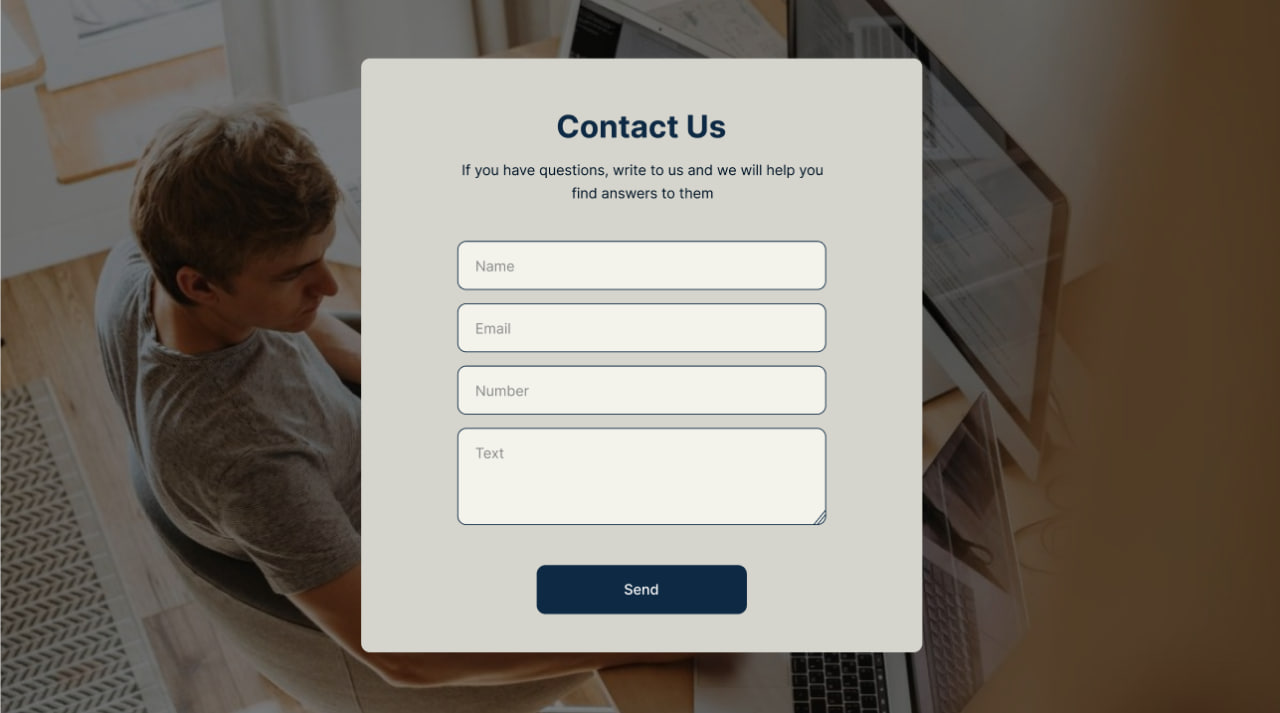 Contact Us
If you have questions, write to us and we will help you
find answers to them
Name
Email
Number
Text
Send